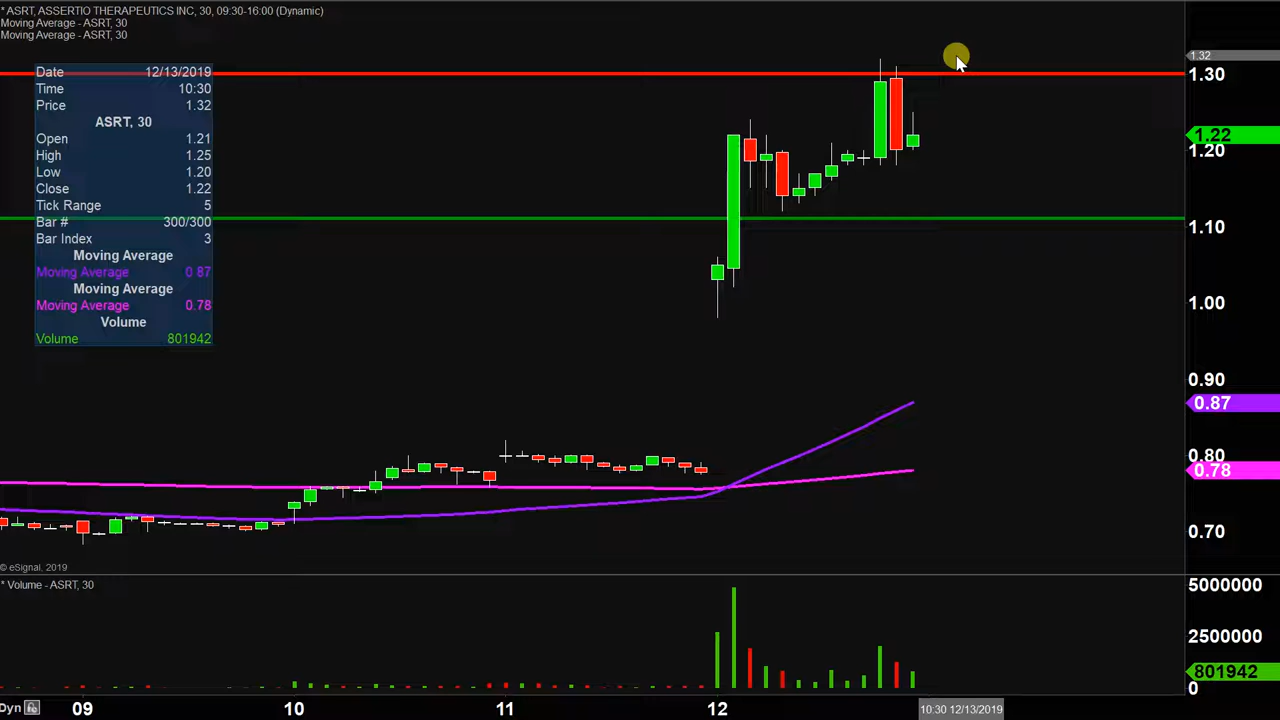 * ASRT, ASSERTIO THERAPEUTICS INC, 30, 09:30-16:00 (Dynamic)
Moving Average - ASRT, 30
Moving Average - ASRT, 30
Date 12/13/2019
Time 10:30
Price 1.32
ASRT, 30
Open 1.21
High 1.25
Low 1.20
Close 1.22
Tick Range 5
Bar # 300/300
Bar Index 3
Moving Average
Moving Average 0.87
Moving Average
Moving Average 0.78
Volume
Volume 801942
1.32
1.30
1.22
1.20
1.10
1.00
0.90
0.87
0.80
0.78
0.70
© eSignal, 2019
* Volume - ASRT, 30
5000000
2500000
801942
0
Dyn 09 10 11 12 10:30 12/13/2019